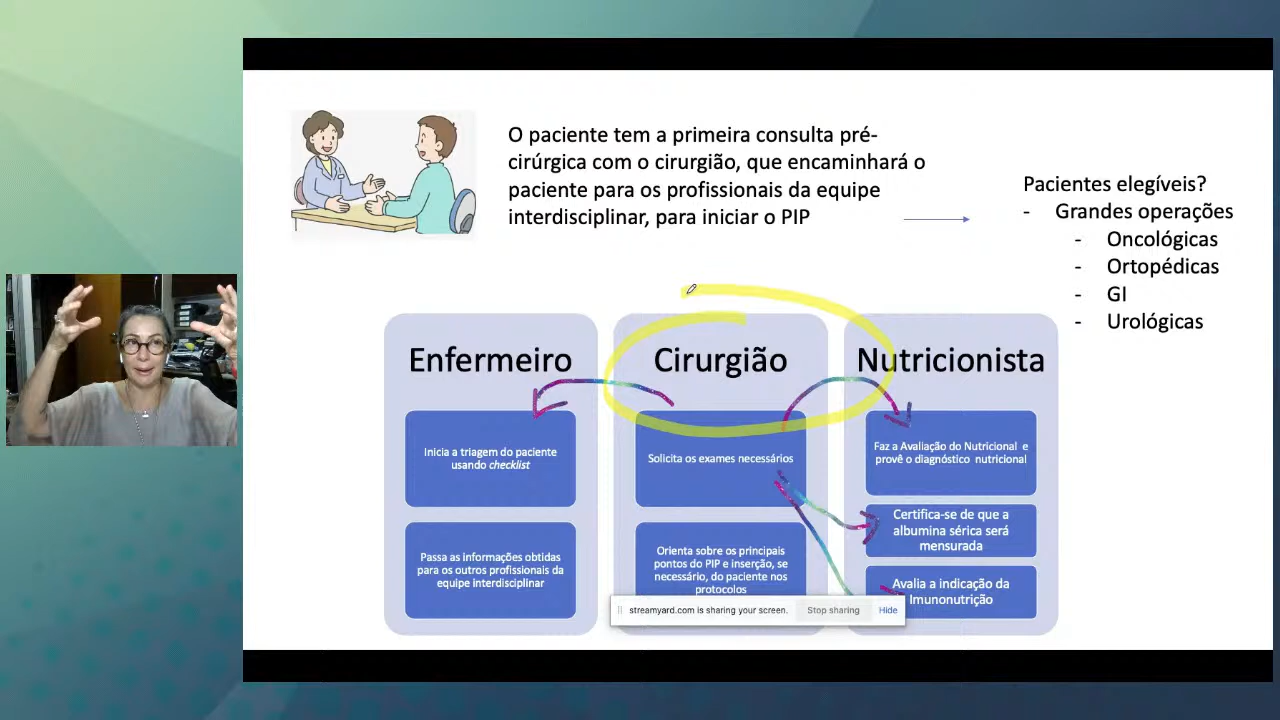 O paciente tem a primeira consulta pré-
cirúrgica com o cirurgião, que encaminhará o
paciente para os profissionais da equipe
interdisciplinar, para iniciar o PIP
Pacientes elegíveis?
- Grandes operações
- Oncológicas
- Ortopédicas
- GI
- Urológicas
Enfermeiro
Inicia a triagem do paciente
usando checklist
Passa as informações obtidas
para os outros profissionais da
equipe interdisciplinar
Cirurgião
Solicita os exames necessários
Orienta sobre os principais
pontos do PIP e inserção, se
necessário, do paciente nos
protocolos
Nutricionista
Faz a Avaliação do Nutricional e
provê o diagnóstico nutricional
Certifica-se de que a
albumina sérica será
mensurada
Avalia a indicação da
Imunonutrição
streamyard.com is sharing your screen. Stop sharing Hide